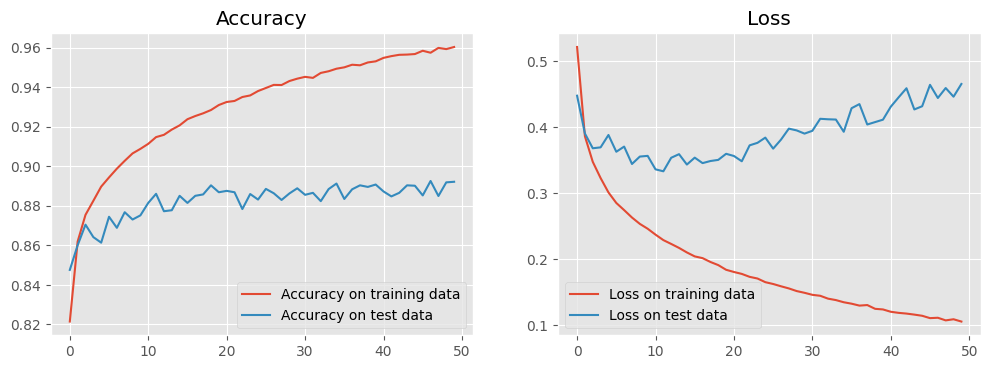 Accuracy
0.96
0.94
0.92
0.90
0.88
0.86
0.84
0.82
0 10 20 30 40 50
Accuracy on training data
Accuracy on test data
Loss
0.5
0.4
0.3
0.2
0.1
0 10 20 30 40 50
Loss on training data
Loss on test data